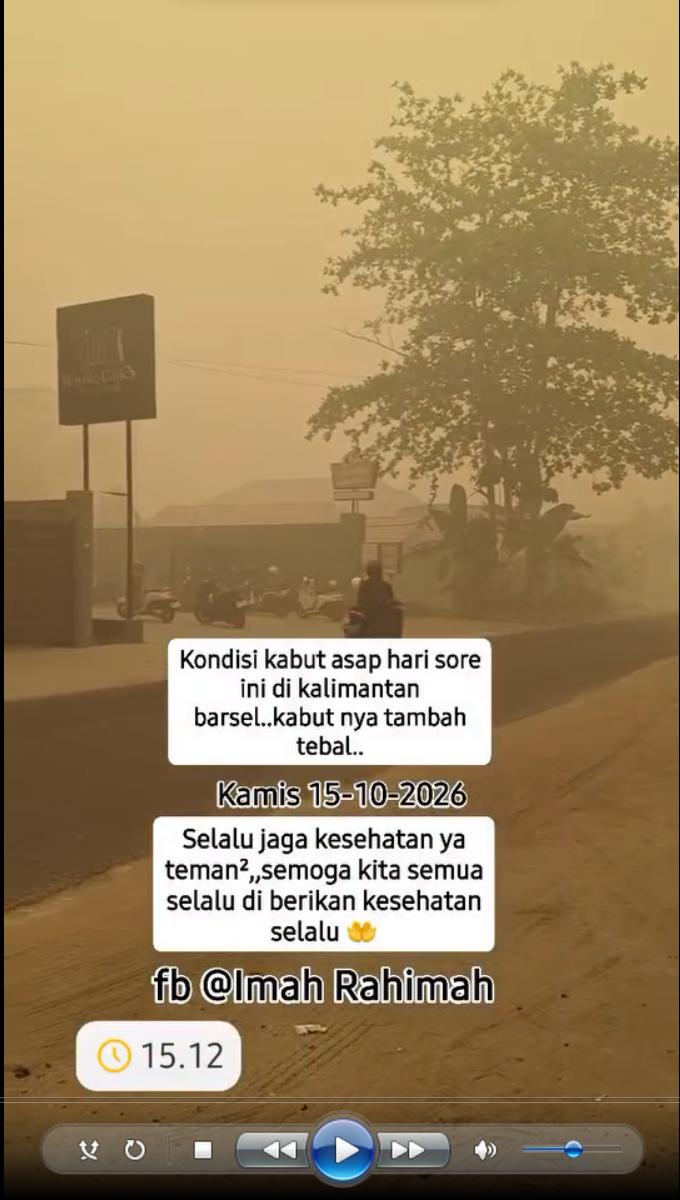 Kondisi kabut asap hari sore
ini di kalimantan
barsel..kabut nya tambah
tebal..
Kamis 15-10-2026
Selalu jaga kesehatan ya
teman²,,semoga kita semua
selalu di berikan kesehatan
selalu 🤲
fb @Imah Rahimah
15.12